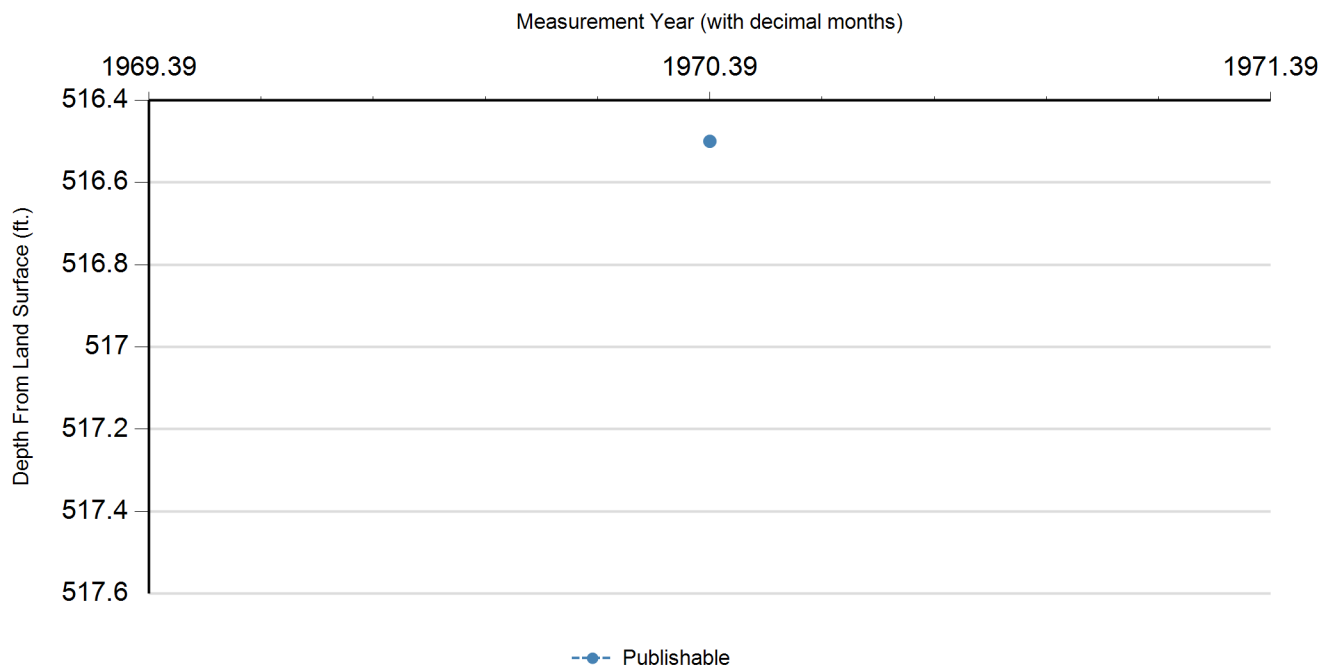 Measurement Year (with decimal months)
1969.39 1970.39 1971.39
516.4
516.6
516.8
517
517.2
517.4
517.6
Depth From Land Surface (ft.)
Publishable